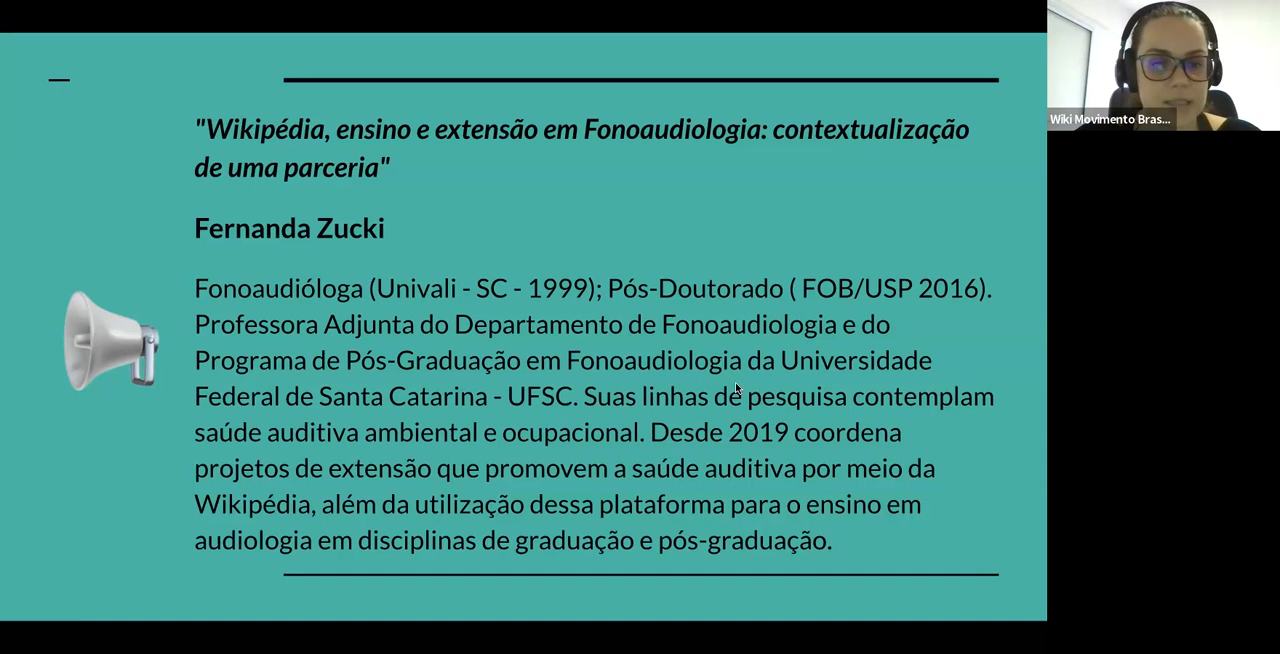 "Wikipédia, ensino e extensão em Fonoaudiologia: contextualização
de uma parceria"
Fernanda Zucki
Fonoaudióloga (Univali - SC - 1999); Pós-Doutorado ( FOB/USP 2016).
Professora Adjunta do Departamento de Fonoaudiologia e do
Programa de Pós-Graduação em Fonoaudiologia da Universidade
Federal de Santa Catarina - UFSC. Suas linhas de pesquisa contemplam
saúde auditiva ambiental e ocupacional. Desde 2019 coordena
projetos de extensão que promovem a saúde auditiva por meio da
Wikipédia, além da utilização dessa plataforma para o ensino em
audiologia em disciplinas de graduação e pós-graduação.
Wiki Movimento Bras...